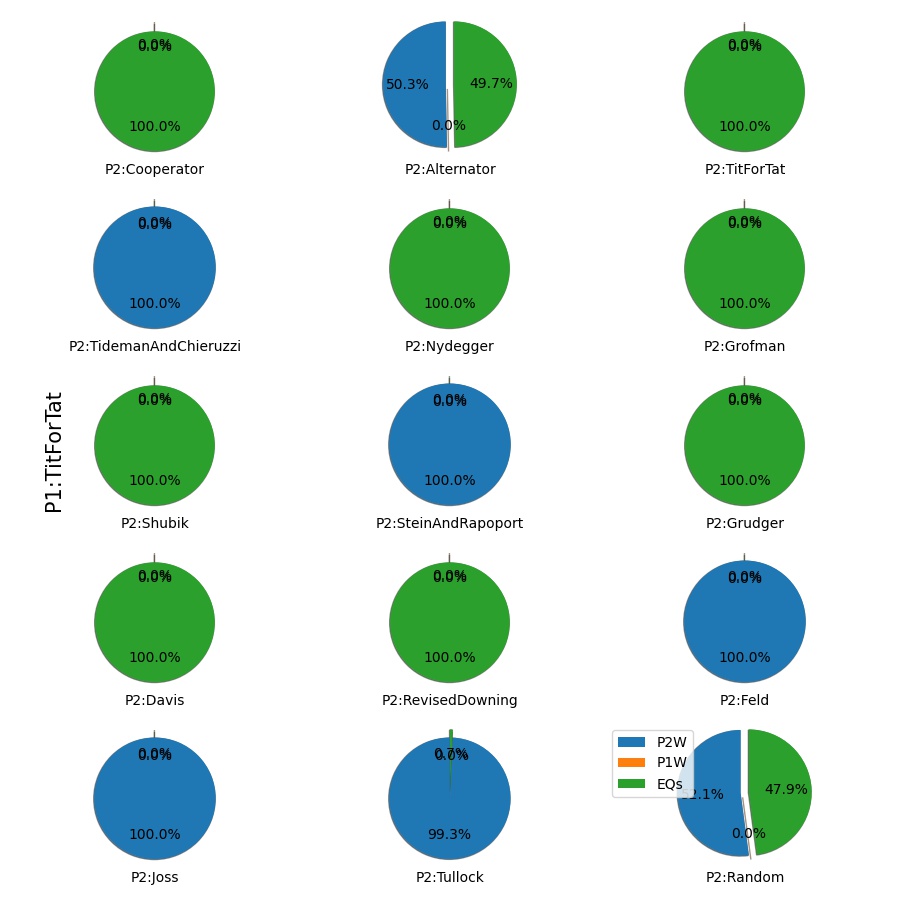 0.0%
0.0%
100.0%
P2:Cooperator
50.3%
49.7%
0.0%
P2:Alternator
0.0%
0.0%
100.0%
P2:TitForTat
0.0%
0.0%
100.0%
P2:TidemanAndChieruzzi
0.0%
0.0%
100.0%
P2:Nydegger
0.0%
0.0%
100.0%
P2:Grofman
P1:TitForTat
0.0%
0.0%
100.0%
P2:Shubik
0.0%
0.0%
100.0%
P2:SteinAndRapoport
0.0%
0.0%
100.0%
P2:Grudger
0.0%
0.0%
100.0%
P2:Davis
0.0%
0.0%
100.0%
P2:RevisedDowning
0.0%
0.0%
100.0%
P2:Feld
0.0%
0.0%
100.0%
P2:Joss
0.7%
0.0%
99.3%
P2:Tullock
P2W
P1W
EQs
52.1%
47.9%
0.0%
P2:Random